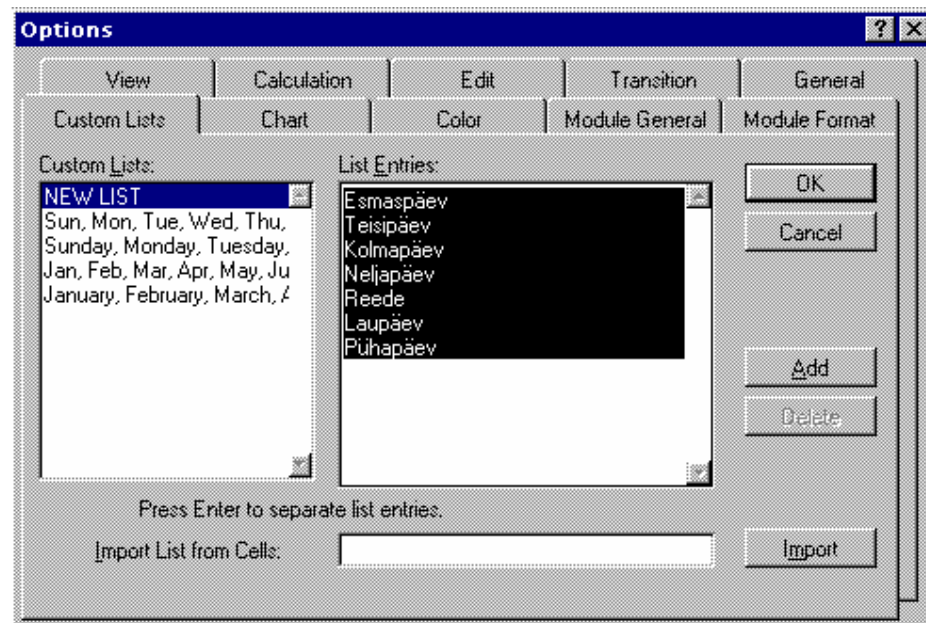 Options
View Calculation Edit Transition General
Custom Lists Chart Color Module General Module Format
Custom Lists:
NEW LIST
Sun, Mon, Tue, Wed, Thu,
Sunday, Monday, Tuesday,
Jan, Feb, Mar, Apr, May, Ju
January, February, March, A
List Entries:
Esmaspäev
Teisipäev
Kolmapäev
Neljapäev
Reede
Laupäev
Pühapäev
OK
Cancel
Add
Delete
Press Enter to separate list entries.
Import List from Cells:
Import